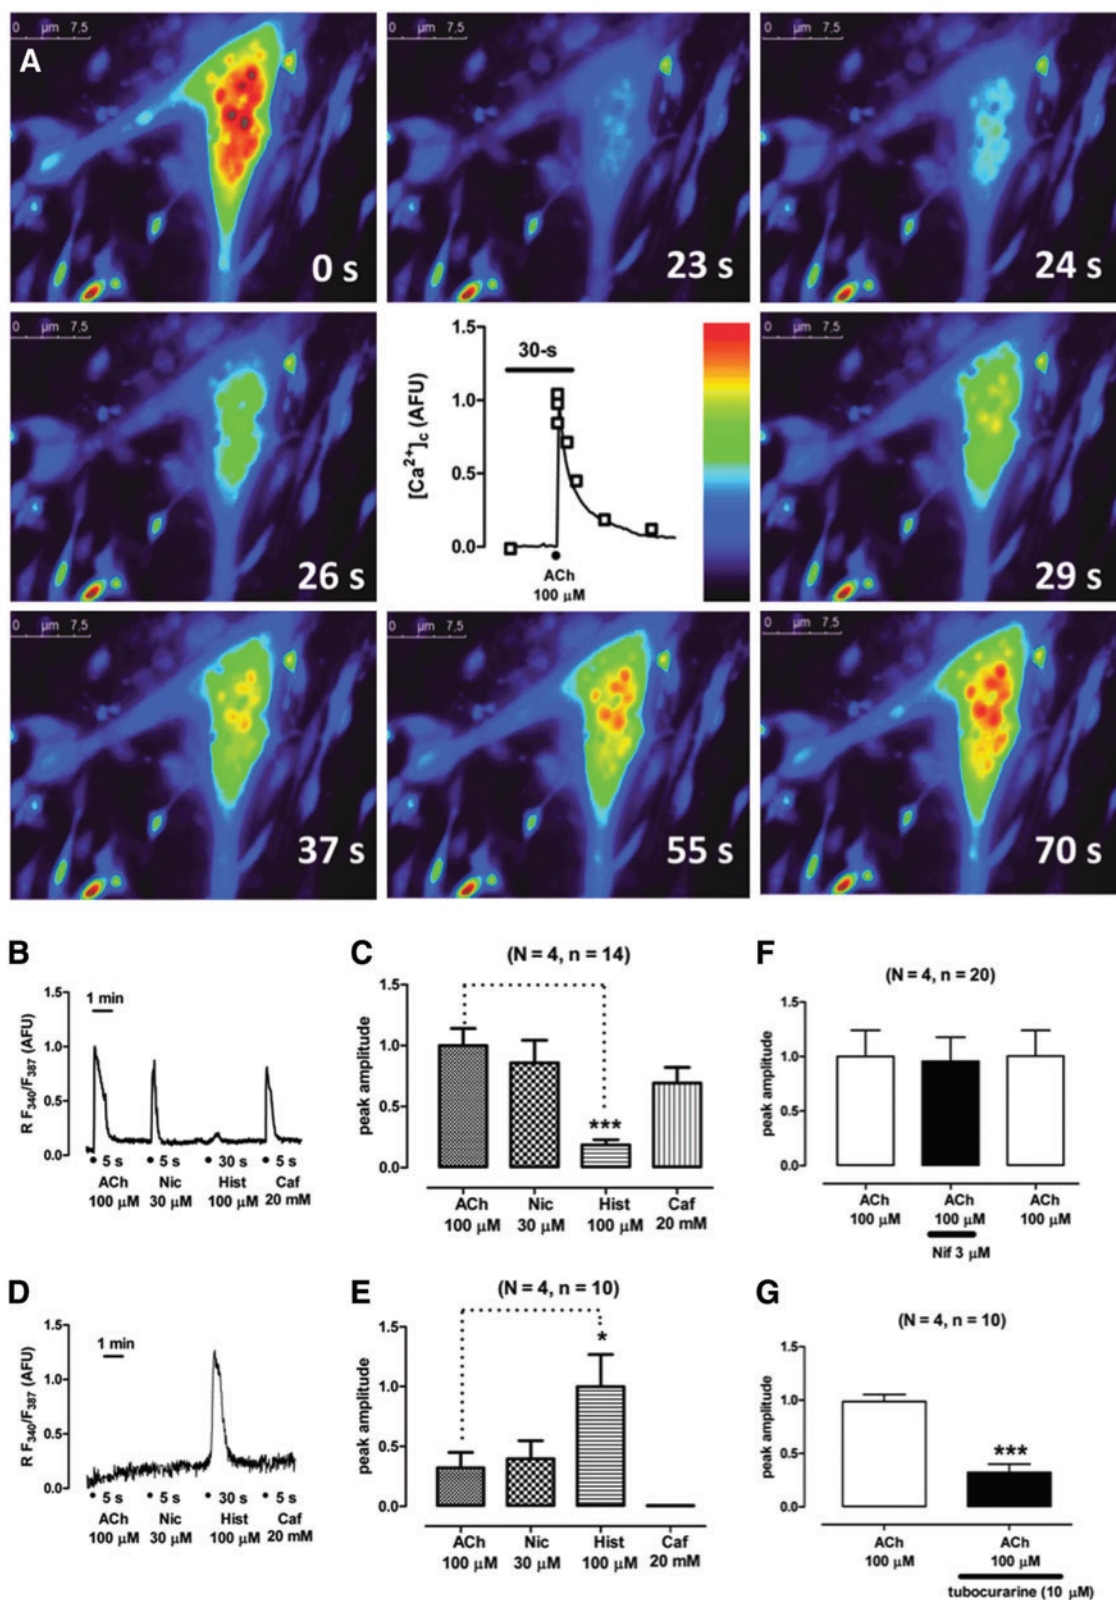 A
0 µm 7,5
0 s
0 µm 7,5
23 s
0 µm 7,5
24 s
0 µm 7,5
26 s
1.5
1.0
0.5
0.0
[Ca2+]c (AFU)
30-s
ACh
100 µM
0 µm 7,5
29 s
0 µm 7,5
37 s
0 µm 7,5
55 s
0 µm 7,5
70 s
B
R F340/F387 (AFU)
1.5
1.0
0.5
0.0
1 min
• 5 s • 5 s • 30 s • 5 s
ACh Nic Hist Caf
100 µM 30 µM 100 µM 20 mM
C
(N = 4, n = 14)
peak amplitude
1.5
1.0
0.5
0.0
***
ACh Nic Hist Caf
100 µM 30 µM 100 µM 20 mM
F
(N = 4, n = 20)
peak amplitude
1.5
1.0
0.5
0.0
ACh ACh ACh
100 µM 100 µM 100 µM
Nif 3 µM
D
R F340/F387 (AFU)
1.5
1.0
0.5
0.0
1 min
• 5 s • 5 s • 30 s • 5 s
ACh Nic Hist Caf
100 µM 30 µM 100 µM 20 mM
E
(N = 4, n = 10)
peak amplitude
1.5
1.0
0.5
0.0
*
ACh Nic Hist Caf
100 µM 30 µM 100 µM 20 mM
G
(N = 4, n = 10)
peak amplitude
1.5
1.0
0.5
0.0
***
ACh ACh
100 µM 100 µM
tubocurarine (10 µM)